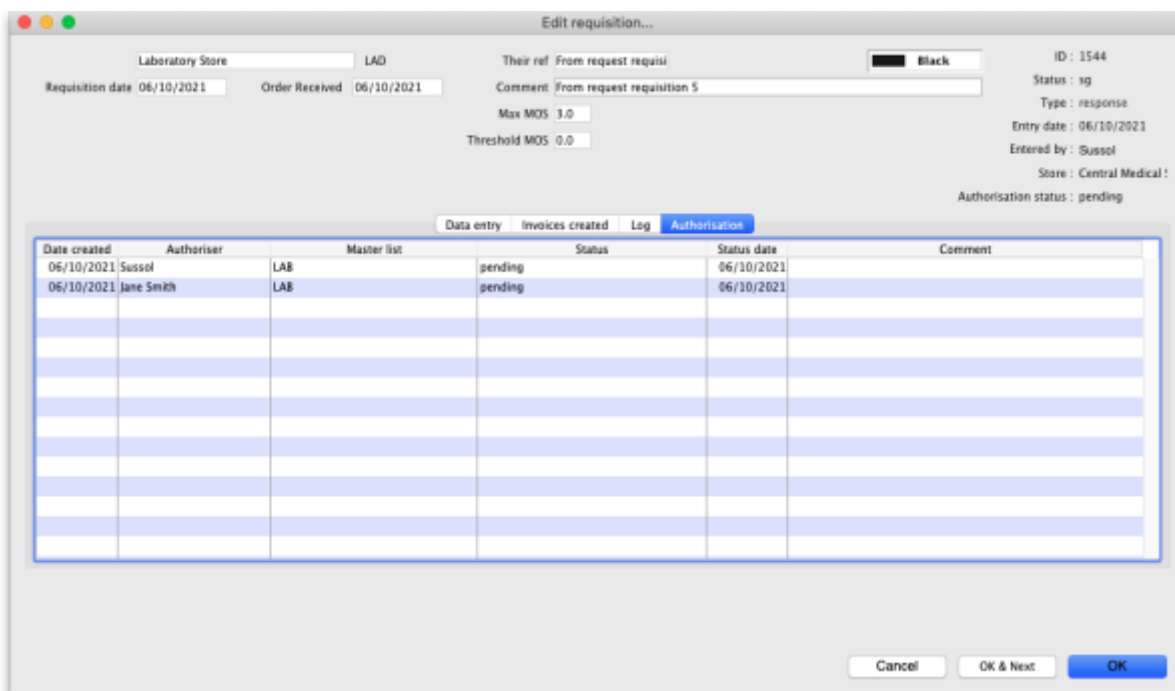 Edit requisition...
Laboratory Store LAD Their ref From request requisi Black ID : 1544
Requisition date 06/10/2021 Order Received 06/10/2021 Comment From request requisition 5 Status : sg
Max MOS 3.0 Type : response
Threshold MOS 0.0 Entry date : 06/10/2021
Entered by : Sussol
Store : Central Medical
Authorisation status : pending
Data entry Invoices created Log Authorisation
Date created Authoriser Master list Status Status date Comment
06/10/2021 Sussol LAB pending 06/10/2021
06/10/2021 Jane Smith LAB pending 06/10/2021
Cancel OK & Next OK